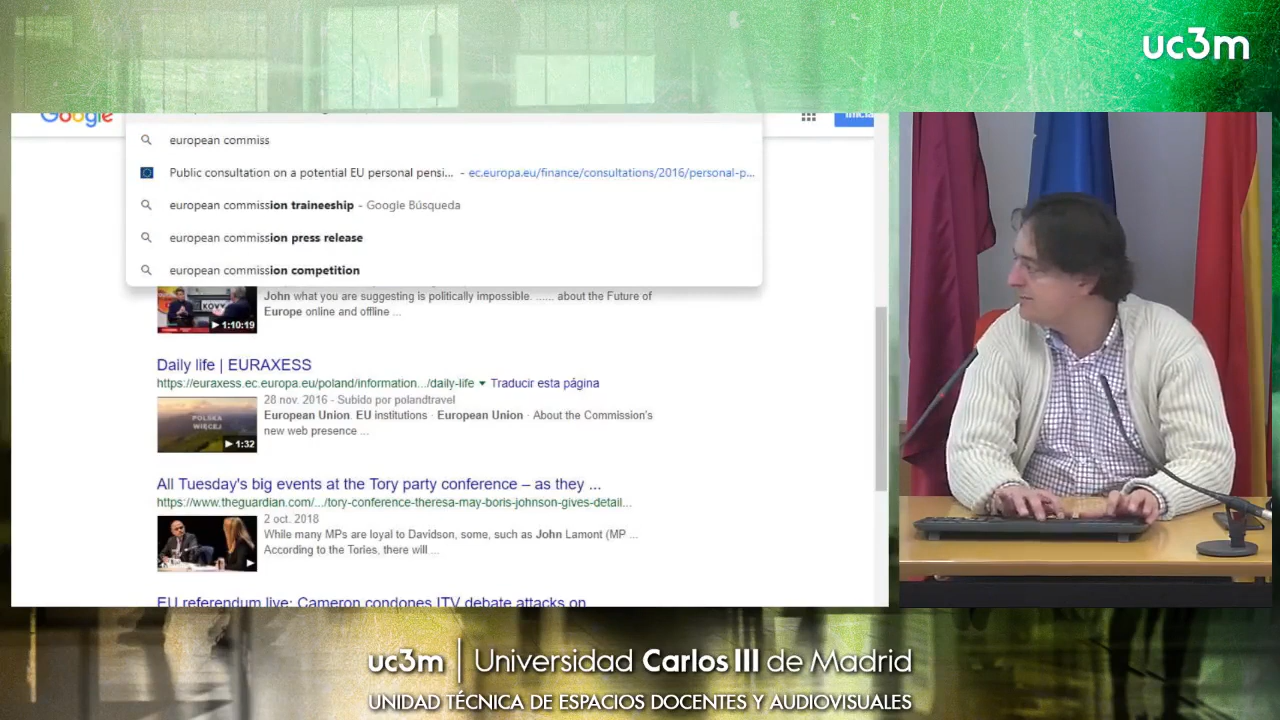 uc3m
Google
Inicia
european commiss
Public consultation on a potential EU personal pensi... - ec.europa.eu/finance/consultations/2016/personal-p...
european commission traineeship - Google Búsqueda
european commission press release
european commission competition
John what you are suggesting is politically impossible. ...... about the Future of
Europe online and offline ...
1:10:19
Daily life | EURAXESS
https://euraxess.ec.europa.eu/poland/information.../daily-life Traducir esta página
28 nov. 2016 - Subido por polandtravel
European Union. EU institutions · European Union · About the Commission's
new web presence ...
POLSKA
WIĘCEJ
1:32
All Tuesday's big events at the Tory party conference – as they ...
https://www.theguardian.com/.../tory-conference-theresa-may-boris-johnson-gives-detail...
2 oct. 2018
While many MPs are loyal to Davidson, some, such as John Lamont (MP ...
According to the Tories, there will ...
EU referendum live: Cameron condones ITV debate attacks on
uc3m | Universidad Carlos III de Madrid
UNIDAD TÉCNICA DE ESPACIOS DOCENTES Y AUDIOVISUALES